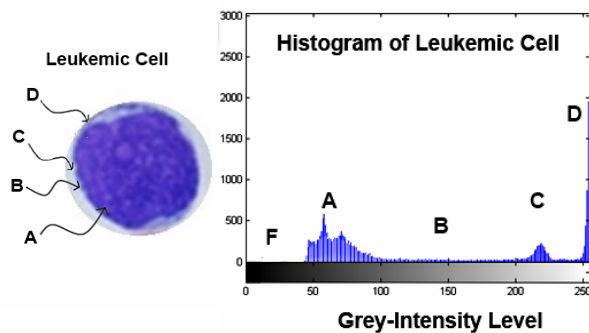 Leukemic Cell
D
C
B
A
Histogram of Leukemic Cell
3000
2500
2000
1500
1000
500
0
F
A
B
C
D
0 50 100 150 200 250
Grey-Intensity Level